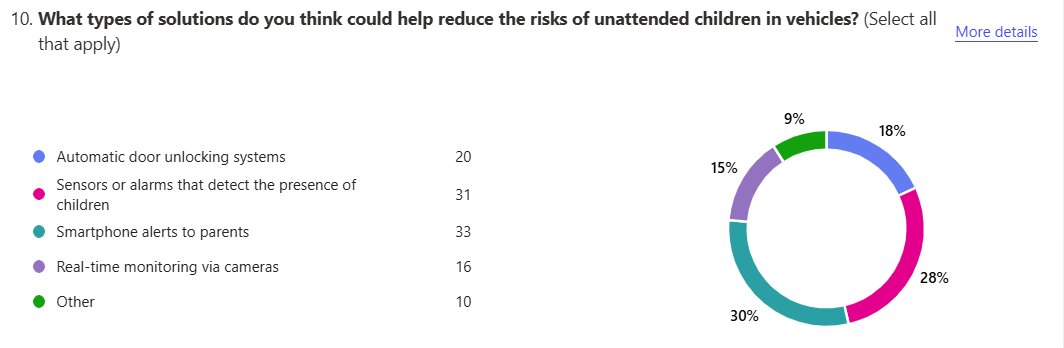 10. What types of solutions do you think could help reduce the risks of unattended children in vehicles? (Select all
that apply)
More details
Automatic door unlocking systems 20
Sensors or alarms that detect the presence of
children 31
Smartphone alerts to parents 33
Real-time monitoring via cameras 16
Other 10
9%
18%
15%
28%
30%